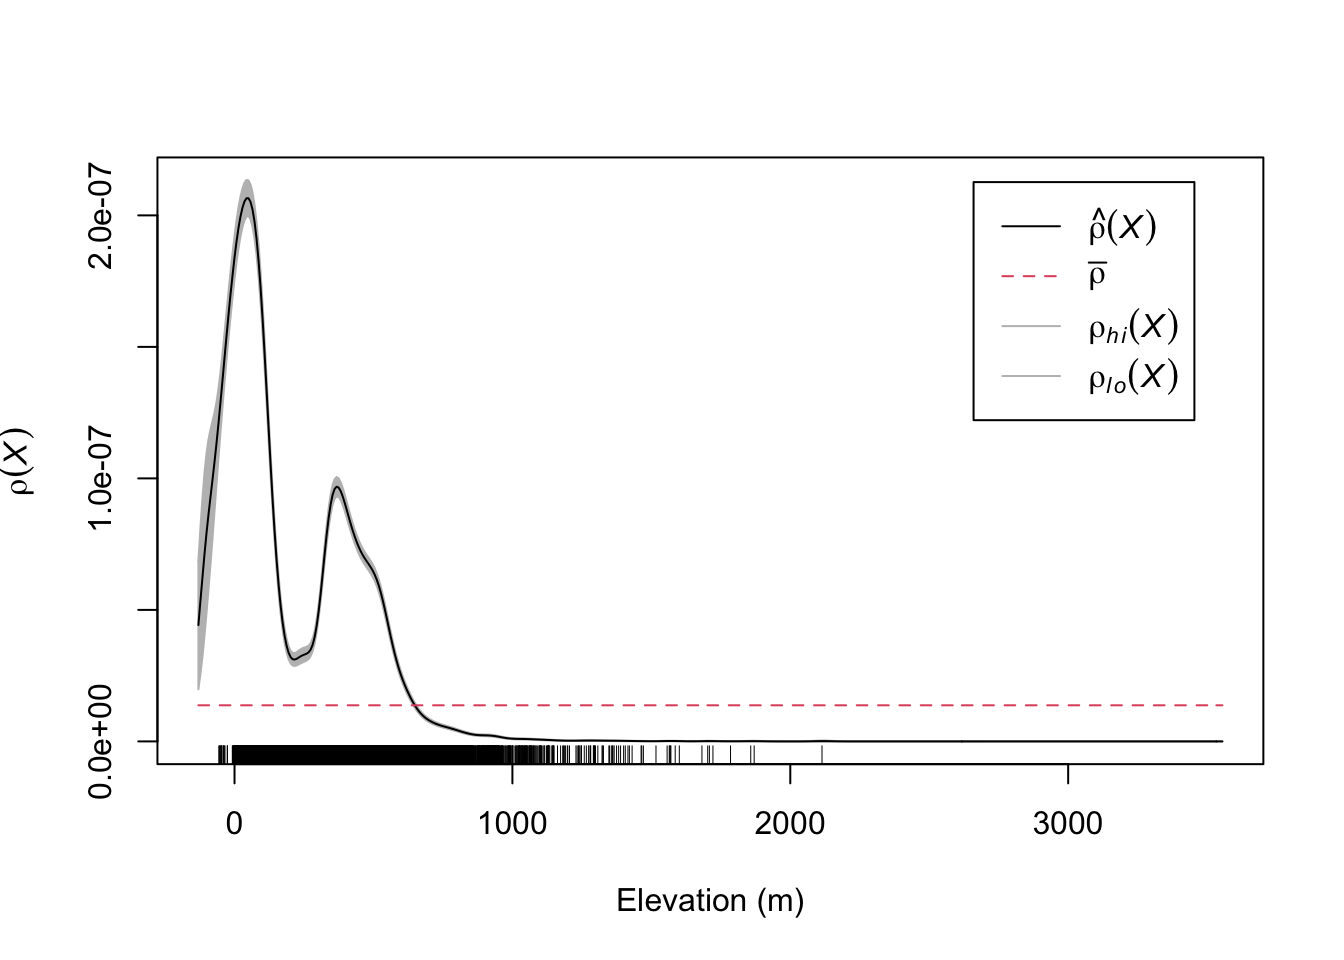 ρ̂(X)
ρ̅
ρhi(X)
ρlo(X)
ρ(X)
2.0e-07
1.0e-07
0.0e+00
0 1000 2000 3000
Elevation (m)